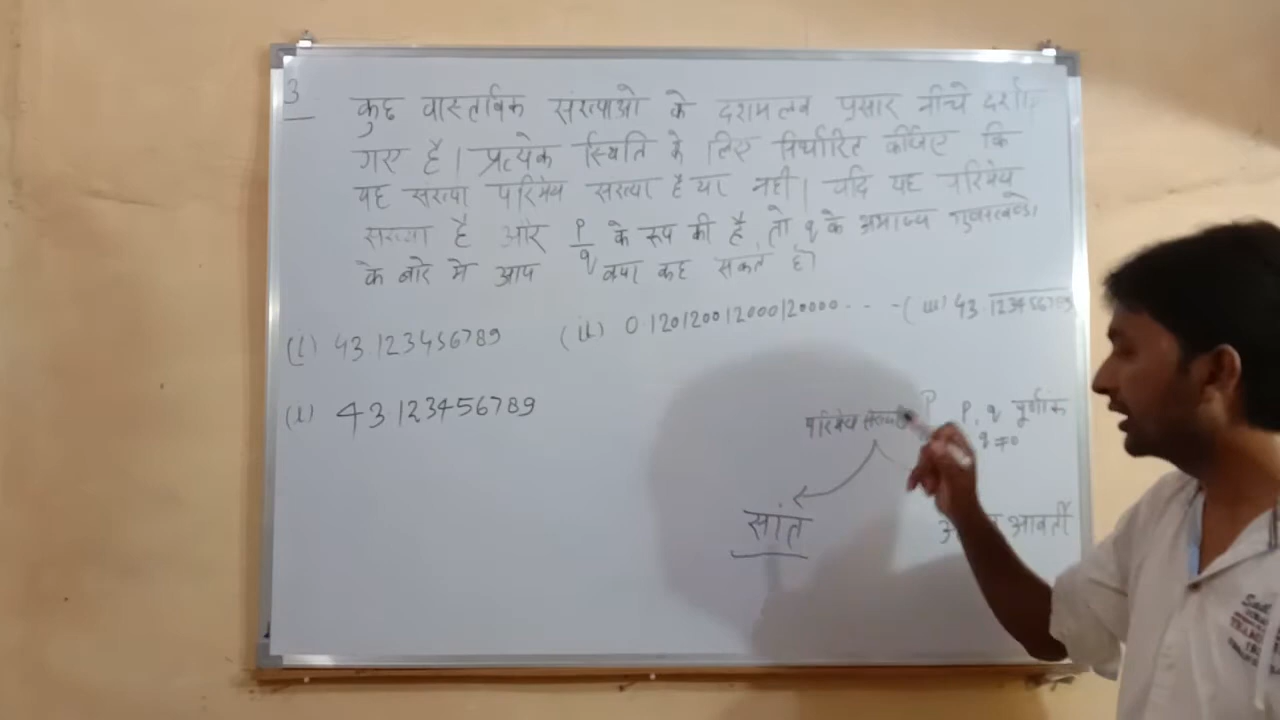 3
कुछ वास्तविक संख्याओ के दशमलव प्रसार नीचे दर्शा
गए है। प्रत्येक स्थिति के लिए निर्धारित कीजिए कि
यह संख्या परिमेय संख्या है या नही। यदि यह परिमेय
संख्या है और p/q के रूप की है, तो q के अभाज्य गुणनखण्डो
के बारे मे आप क्या कह सकते है।
(i) 43.123456789 (ii) 0.120120012000120000--- (iii) 43.123456789
(i) 43.123456789
परिमेय P p, q पूर्णांक
q ≠ 0
सांत आवर्ती